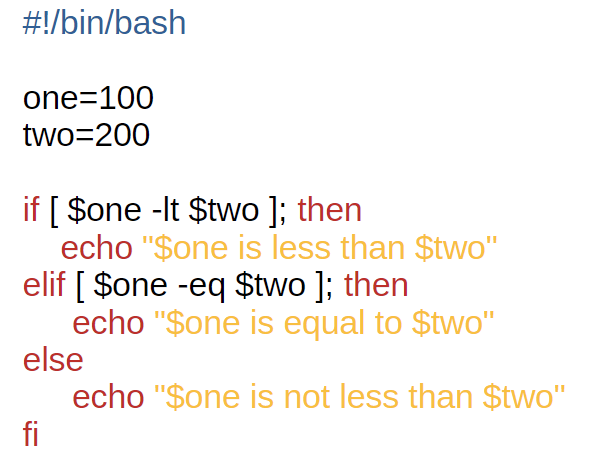 #!/bin/bash
one=100
two=200
if [ $one -lt $two ]; then
echo "$one is less than $two"
elif [ $one -eq $two ]; then
echo "$one is equal to $two"
else
echo "$one is not less than $two"
fi